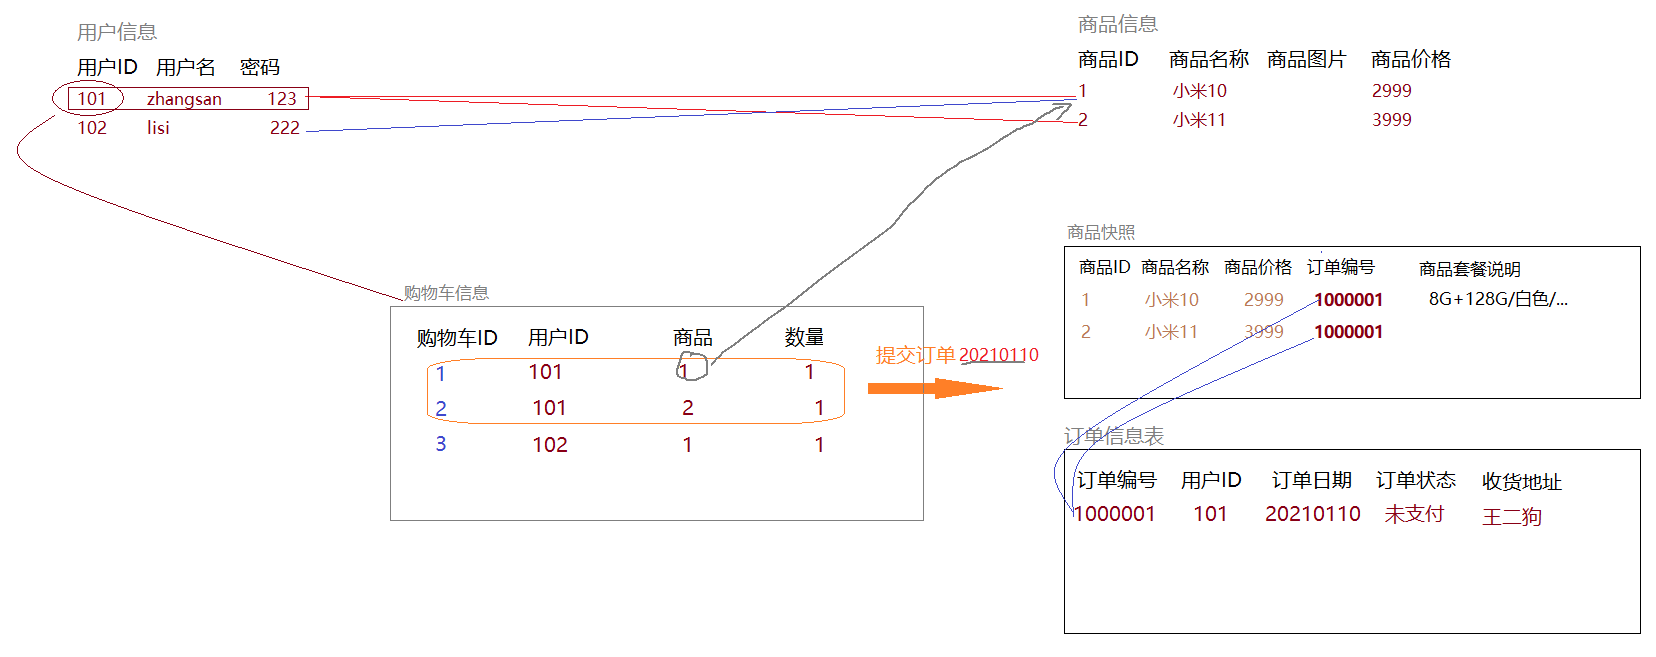 用户信息
用户ID 用户名 密码
101 zhangsan 123
102 lisi 222
商品信息
商品ID 商品名称 商品图片 商品价格
1 小米10 2999
2 小米11 3999
购物车信息
购物车ID 用户ID 商品 数量
1 101 1 1
2 101 2 1
3 102 1 1
提交订单 20210110
商品快照
商品ID 商品名称 商品价格 订单编号 商品套餐说明
1 小米10 2999 1000001 8G+128G/白色/...
2 小米11 3999 1000001
订单信息表
订单编号 用户ID 订单日期 订单状态 收货地址
1000001 101 20210110 未支付 王二狗